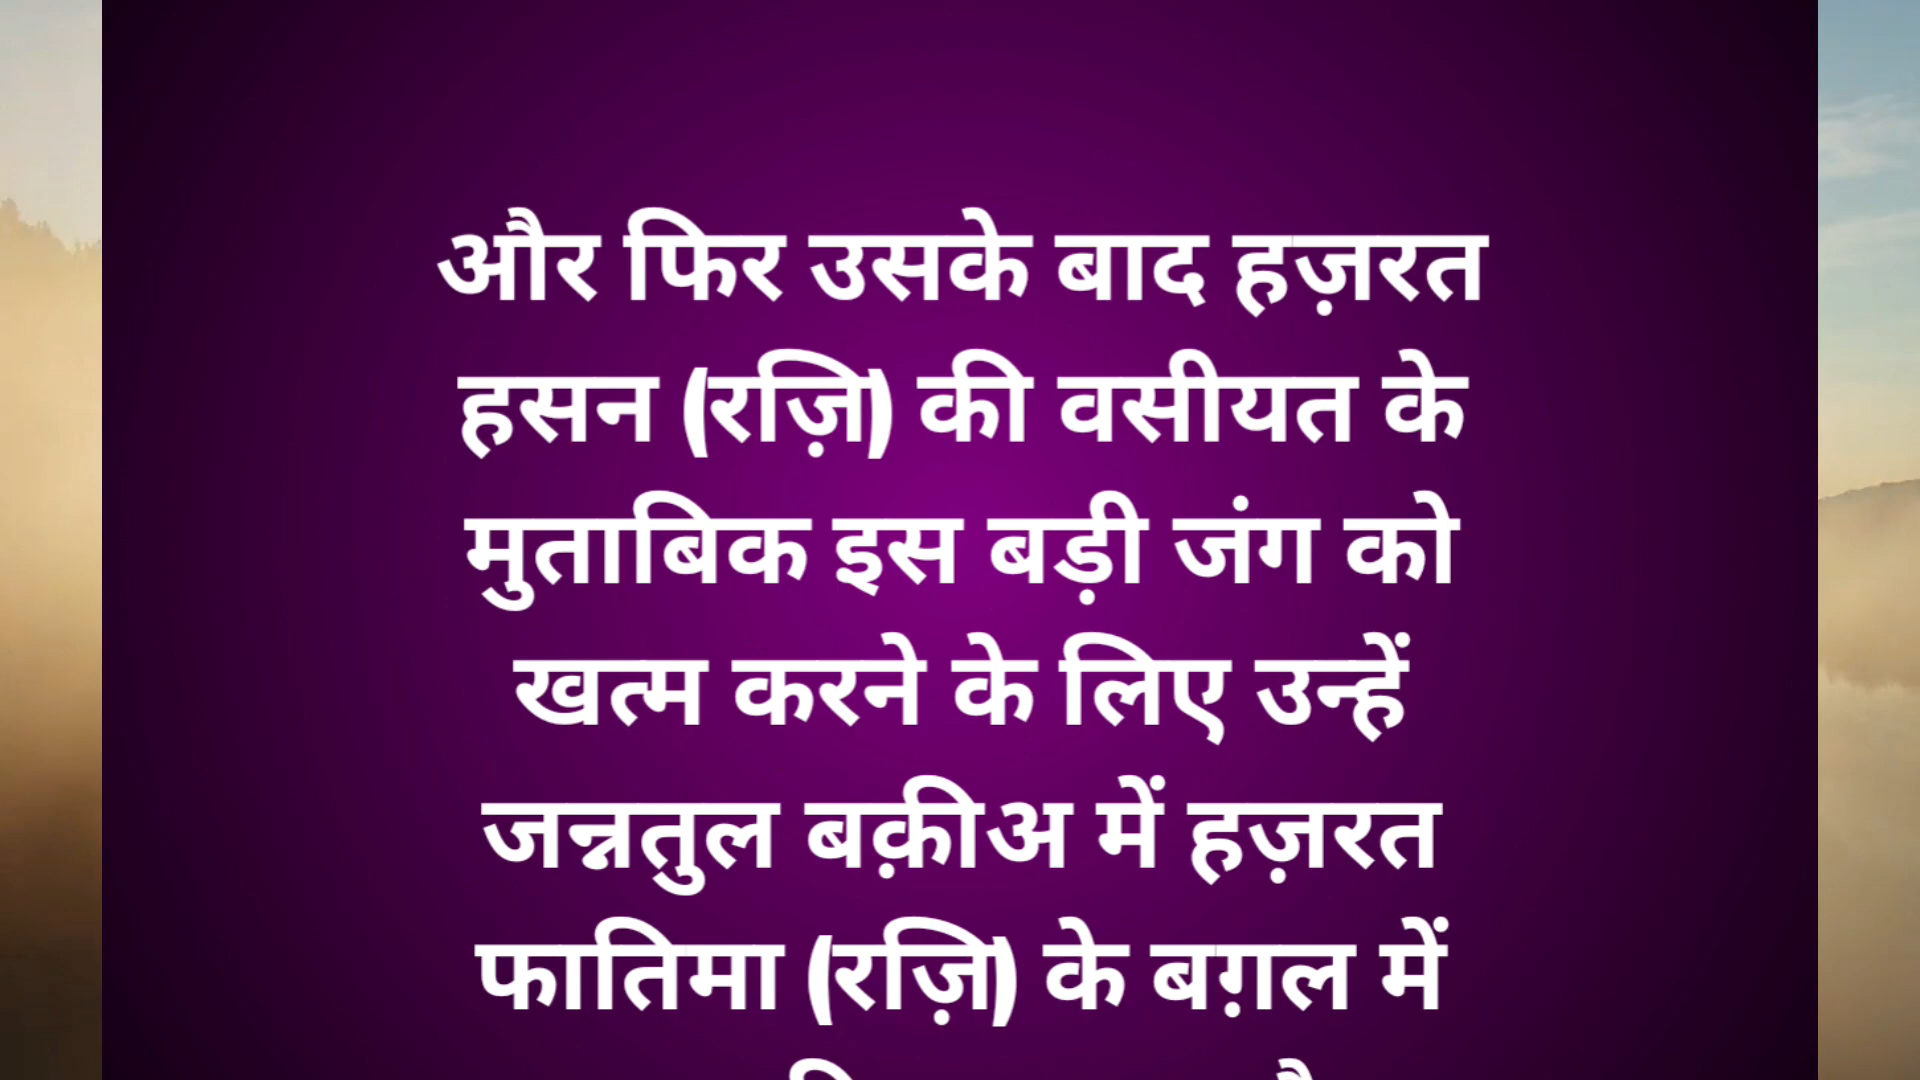 और फिर उसके बाद हज़रत
हसन (रज़ि) की वसीयत के
मुताबिक इस बड़ी जंग को
खत्म करने के लिए उन्हें
जन्नतुल बक़ीअ में हज़रत
फातिमा (रज़ि) के बग़ल में